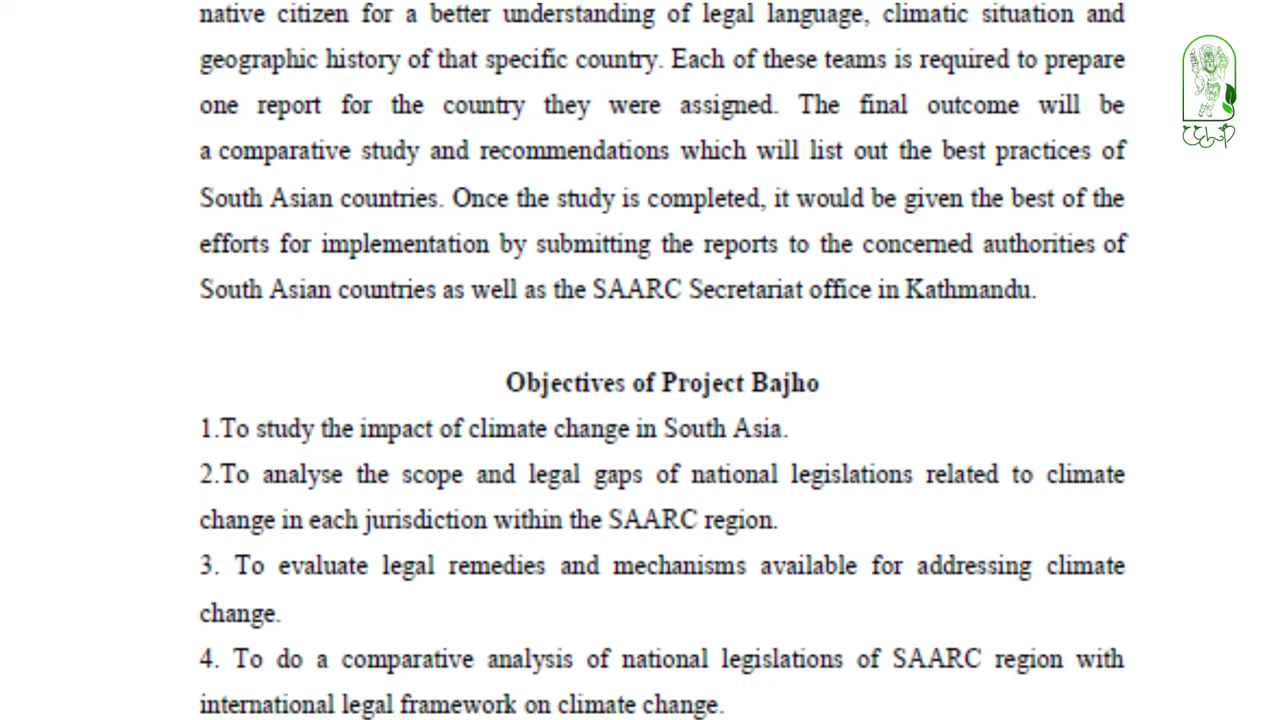 native citizen for a better understanding of legal language, climatic situation and
geographic history of that specific country. Each of these teams is required to prepare
one report for the country they were assigned. The final outcome will be
a comparative study and recommendations which will list out the best practices of
South Asian countries. Once the study is completed, it would be given the best of the
efforts for implementation by submitting the reports to the concerned authorities of
South Asian countries as well as the SAARC Secretariat office in Kathmandu.
Objectives of Project Bajho
1.To study the impact of climate change in South Asia.
2.To analyse the scope and legal gaps of national legislations related to climate
change in each jurisdiction within the SAARC region.
3. To evaluate legal remedies and mechanisms available for addressing climate
change.
4. To do a comparative analysis of national legislations of SAARC region with
international legal framework on climate change.